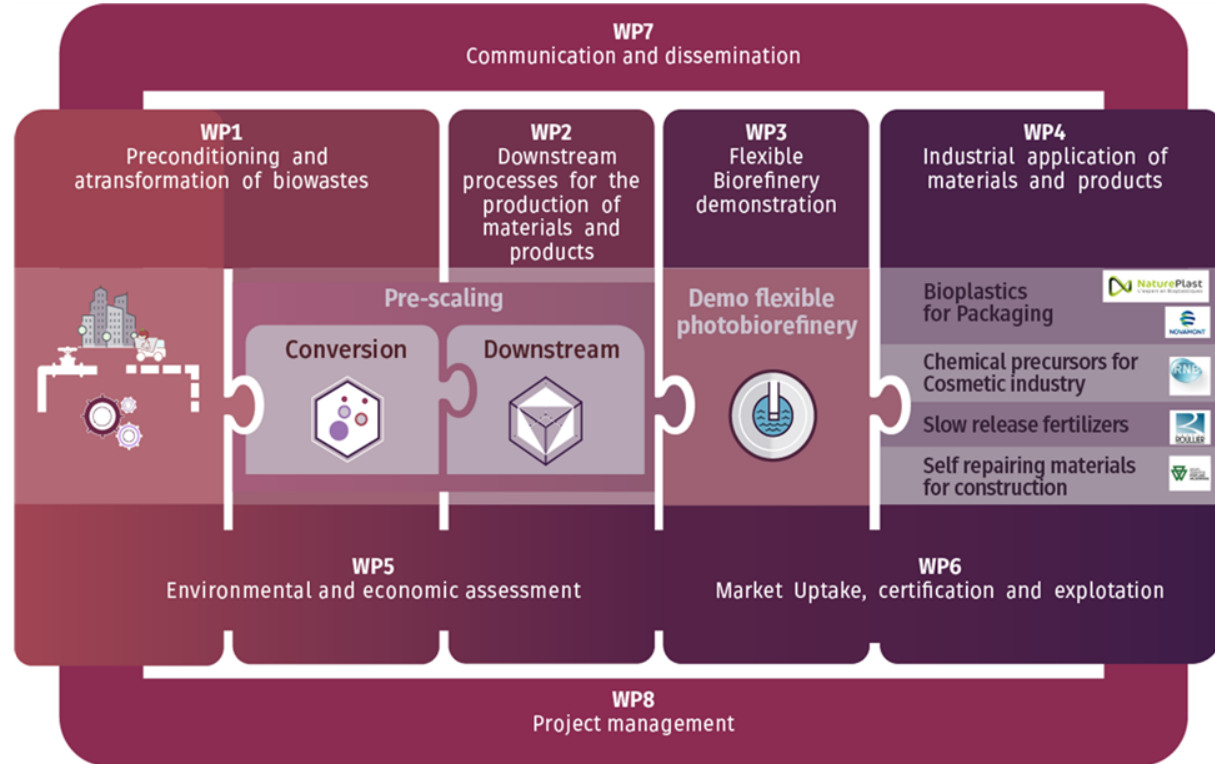 WP7
Communication and dissemination
WP1
Preconditioning and
atransformation of biowastes
WP2
Downstream
processes for the
production of
materials and
products
WP3
Flexible
Biorefinery
demonstration
WP4
Industrial application of
materials and products
Pre-scaling
Conversion
Downstream
Demo flexible
photobiorefinery
Bioplastics
for Packaging
NaturePlast
NOVAMONT
Chemical precursors for
Cosmetic industry
RNB
Slow release fertilizers
ROULLIER
Self repairing materials
for construction
WP5
Environmental and economic assessment
WP6
Market Uptake, certification and explotation
WP8
Project management